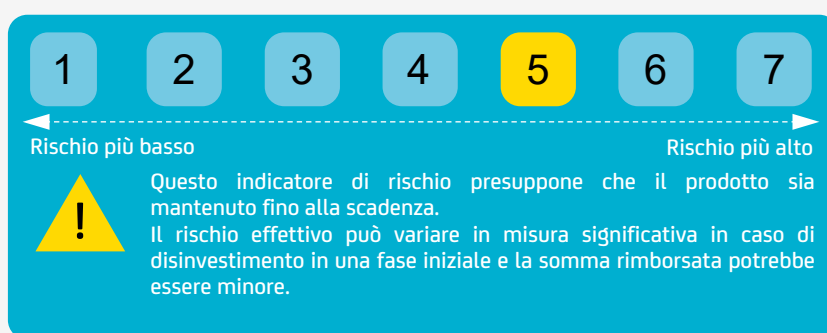 1 2 3 4 5 6 7
Rischio più basso Rischio più alto
!
Questo indicatore di rischio presuppone che il prodotto sia
mantenuto fino alla scadenza.
Il rischio effettivo può variare in misura significativa in caso di
disinvestimento in una fase iniziale e la somma rimborsata potrebbe
essere minore.